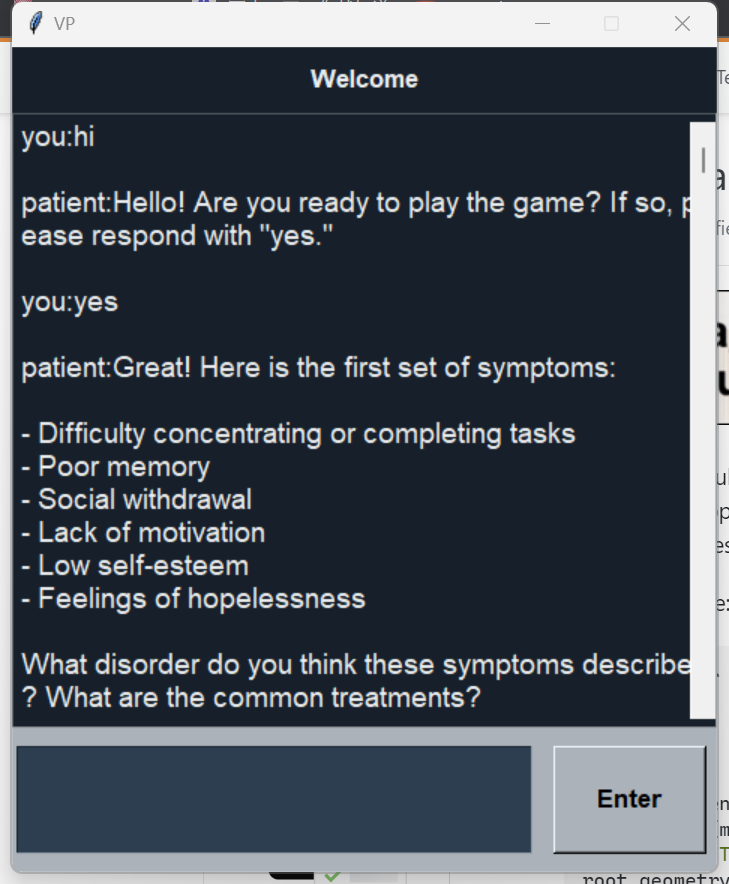 VP
Welcome
you:hi
patient:Hello! Are you ready to play the game? If so, p
ease respond with "yes."
you:yes
patient:Great! Here is the first set of symptoms:
- Difficulty concentrating or completing tasks
- Poor memory
- Social withdrawal
- Lack of motivation
- Low self-esteem
- Feelings of hopelessness
What disorder do you think these symptoms describe
? What are the common treatments?
Enter
root.geometry